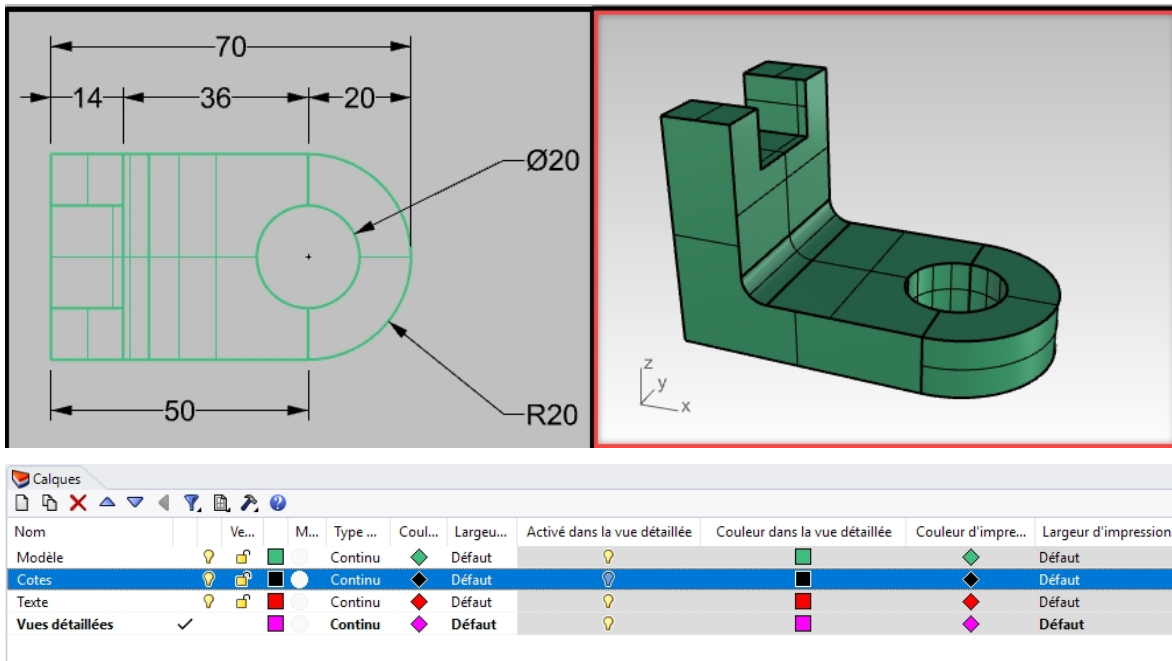 70
14 36 20
Ø20
50
R20
z
y
x
Calques
Nom Ve... M... Type ... Coul... Largeu... Activé dans la vue détaillée Couleur dans la vue détaillée Couleur d'impre... Largeur d'impression
Modèle Continu Défaut Défaut
Cotes Continu Défaut Défaut
Texte Continu Défaut Défaut
Vues détaillées Continu Défaut Défaut